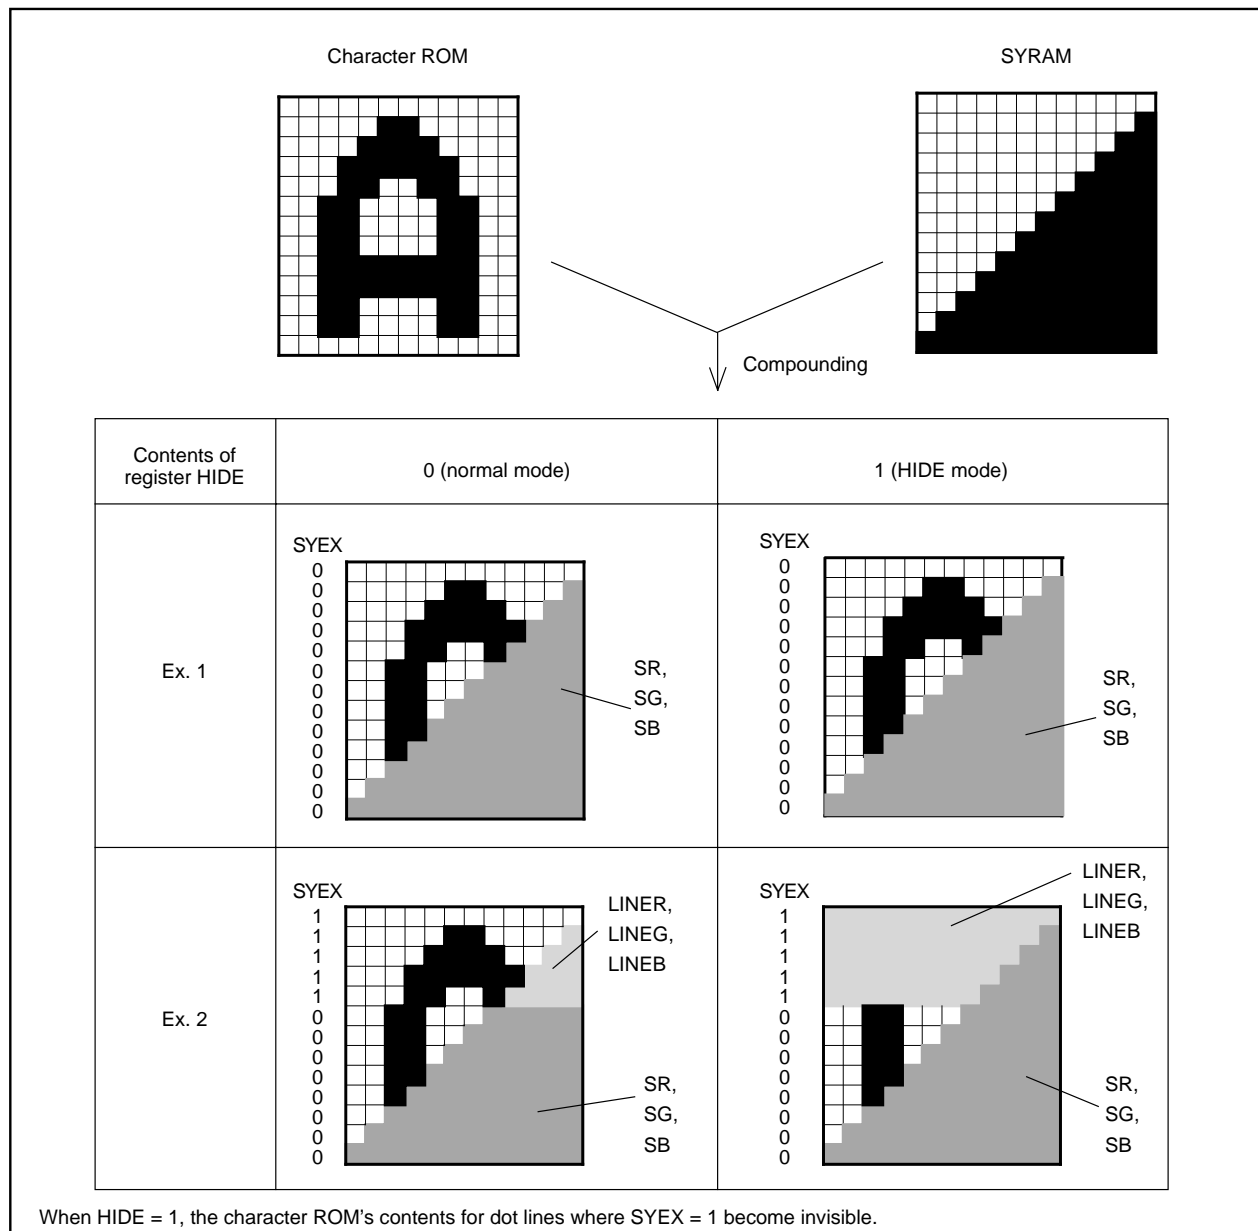 Character ROM
SYRAM
Compounding
Contents of
register HIDE
0 (normal mode)
1 (HIDE mode)
Ex. 1
SYEX
0
0
0
0
0
0
0
0
0
0
0
0
0
SR,
SG,
SB
SYEX
0
0
0
0
0
0
0
0
0
0
0
0
0
SR,
SG,
SB
Ex. 2
SYEX
1
1
1
1
1
0
0
0
0
0
0
0
0
LINER,
LINEG,
LINEB
SR,
SG,
SB
SYEX
1
1
1
1
1
0
0
0
0
0
0
0
0
LINER,
LINEG,
LINEB
SR,
SG,
SB
When HIDE = 1, the character ROM's contents for dot lines where SYEX = 1 become invisible.